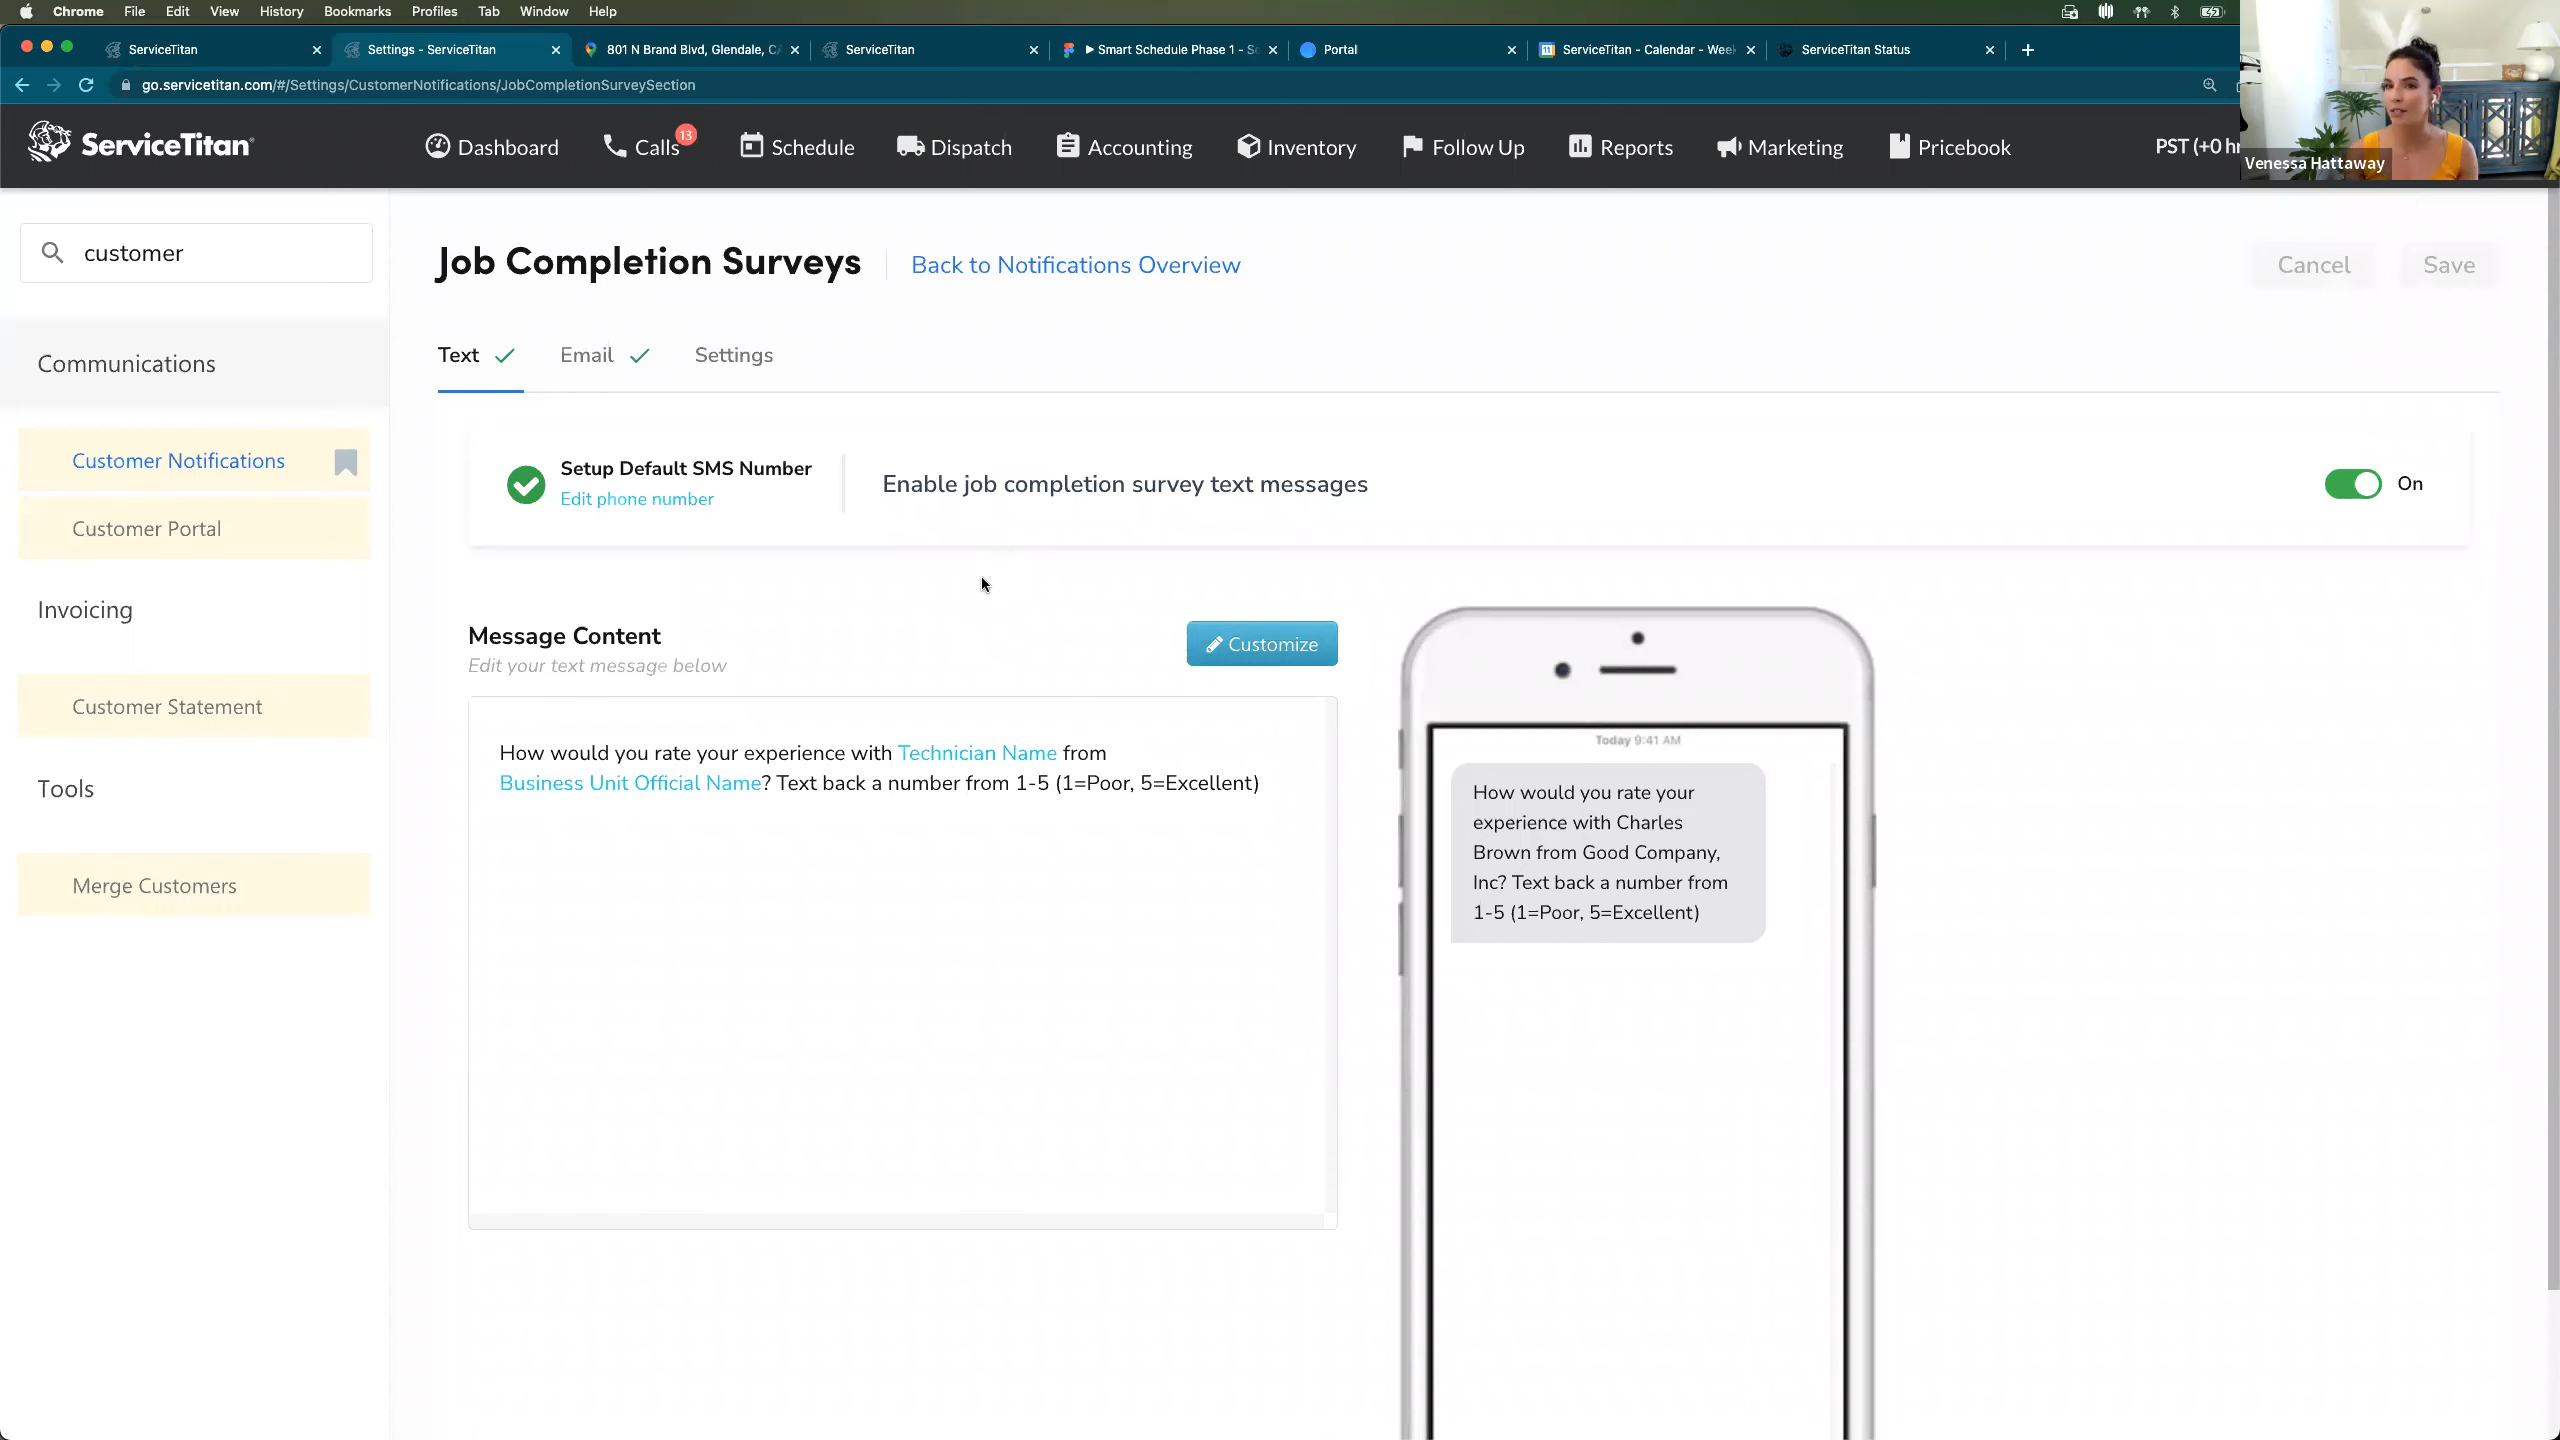 Chrome File Edit View History Bookmarks Profiles Tab Window Help
ServiceTitan
Settings - ServiceTitan
801 N Brand Blvd, Glendale, C
ServiceTitan
Smart Schedule Phase 1 - S
Portal
ServiceTitan - Calendar - Wee
ServiceTitan Status
go.servicetitan.com/#/Settings/CustomerNotifications/JobCompletionSurveySection
ServiceTitan
Dashboard
Calls 13
Schedule
Dispatch
Accounting
Inventory
Follow Up
Reports
Marketing
Pricebook
PST (+0 h
Venessa Hattaway
customer
Communications
Customer Notifications
Customer Portal
Invoicing
Customer Statement
Tools
Merge Customers
Job Completion Surveys
Back to Notifications Overview
Cancel
Save
Text
Email
Settings
Setup Default SMS Number
Edit phone number
Enable job completion survey text messages
On
Message Content
Edit your text message below
Customize
How would you rate your experience with Technician Name from
Business Unit Official Name? Text back a number from 1-5 (1=Poor, 5=Excellent)
Today 9:41 AM
How would you rate your
experience with Charles
Brown from Good Company,
Inc? Text back a number from
1-5 (1=Poor, 5=Excellent)